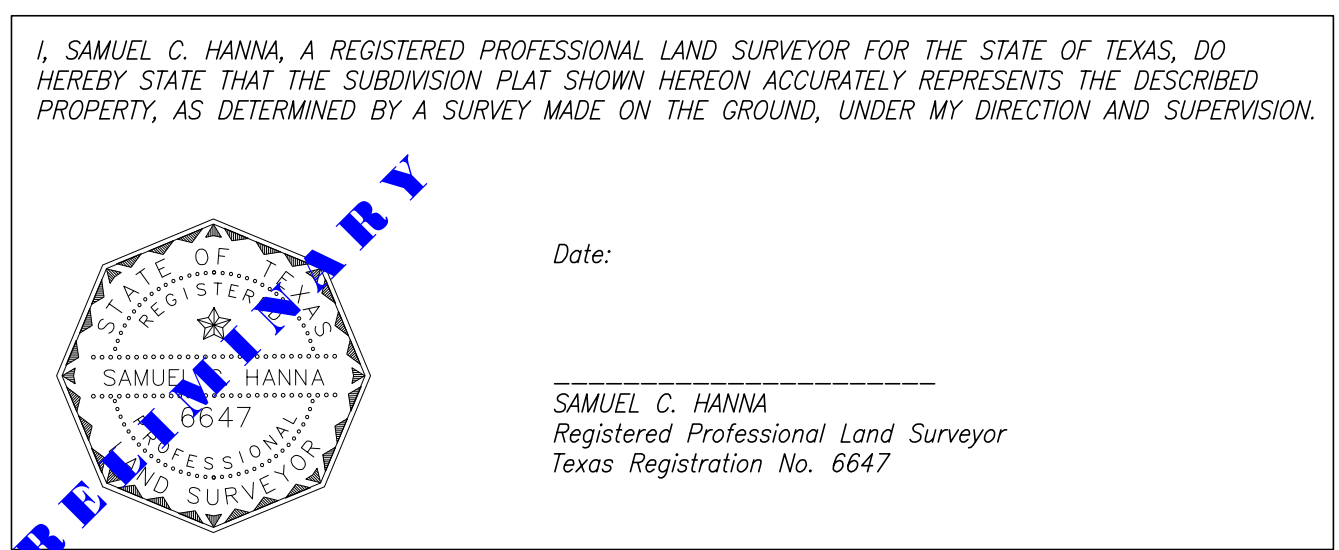 I, SAMUEL C. HANNA, A REGISTERED PROFESSIONAL LAND SURVEYOR FOR THE STATE OF TEXAS, DO
HEREBY STATE THAT THE SUBDIVISION PLAT SHOWN HEREON ACCURATELY REPRESENTS THE DESCRIBED
PROPERTY, AS DETERMINED BY A SURVEY MADE ON THE GROUND, UNDER MY DIRECTION AND SUPERVISION.
STATE OF TEXAS
REGISTERED
SAMUEL C. HANNA
6647
PROFESSIONAL
LAND SURVEYOR
RELIMINARY
Date:
______________________
SAMUEL C. HANNA
Registered Professional Land Surveyor
Texas Registration No. 6647